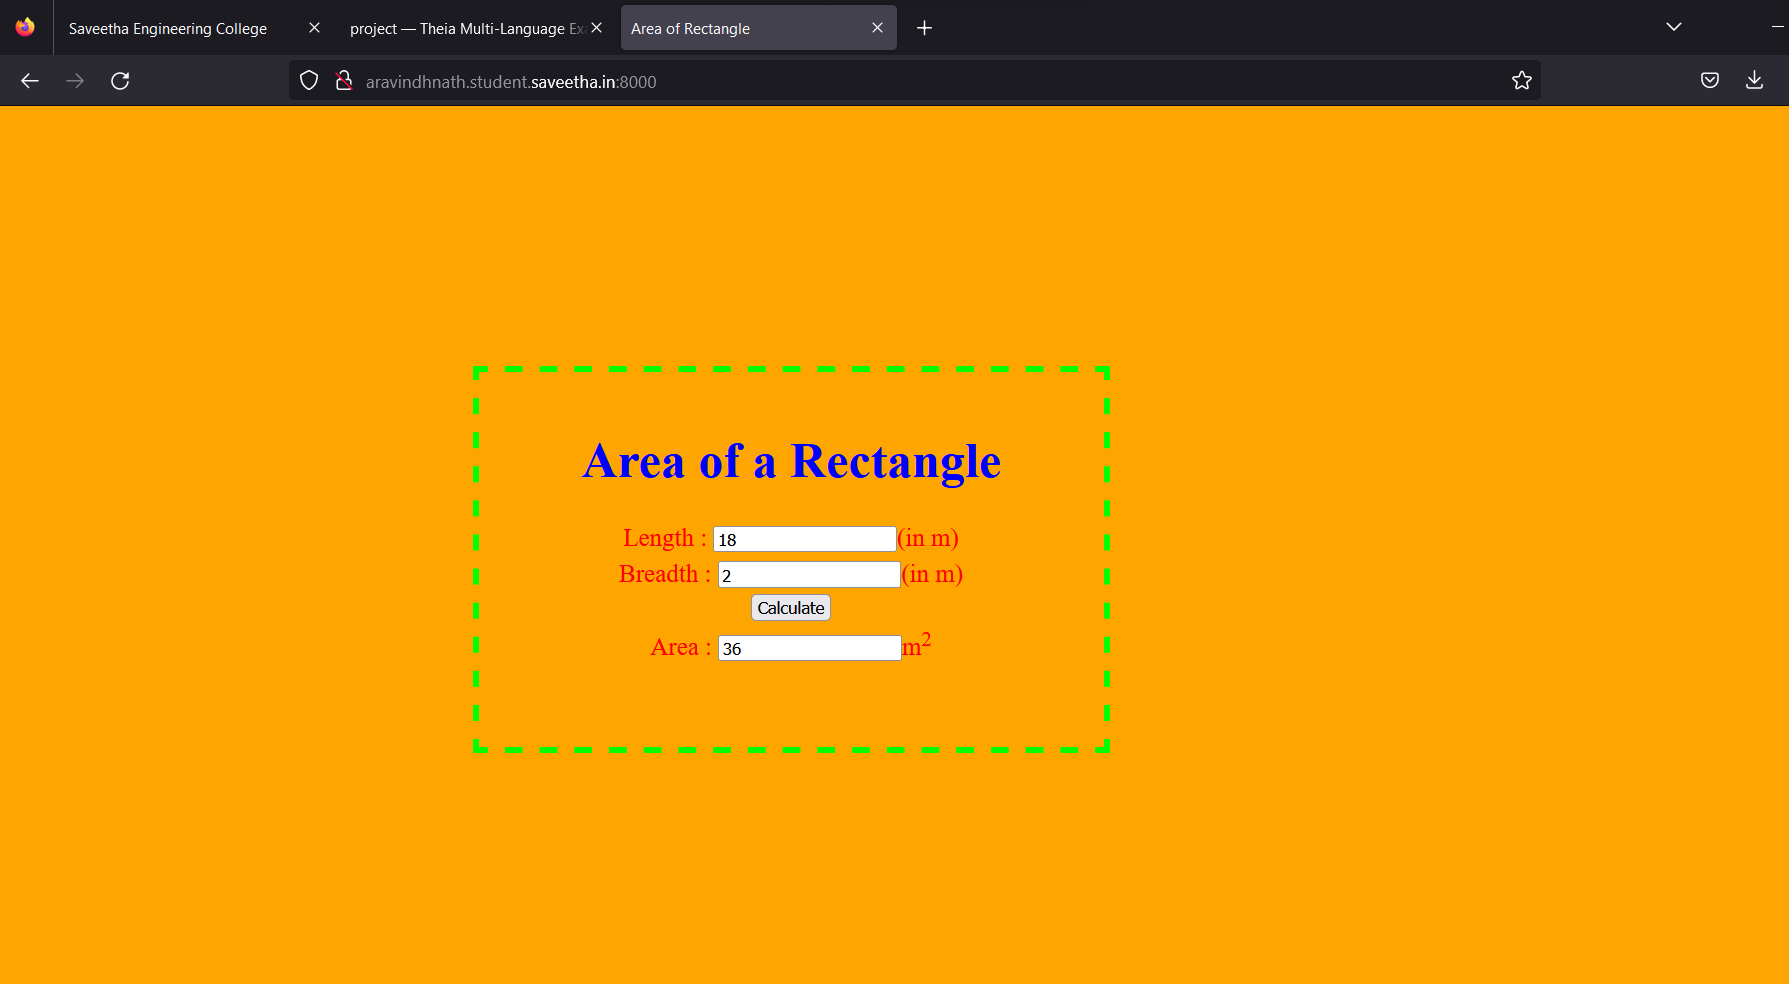 Saveetha Engineering College
project — Theia Multi-Language Ex
Area of Rectangle
aravindhnath.student.saveetha.in:8000
Area of a Rectangle
Length : 18 (in m)
Breadth : 2 (in m)
Calculate
Area : 36 m²